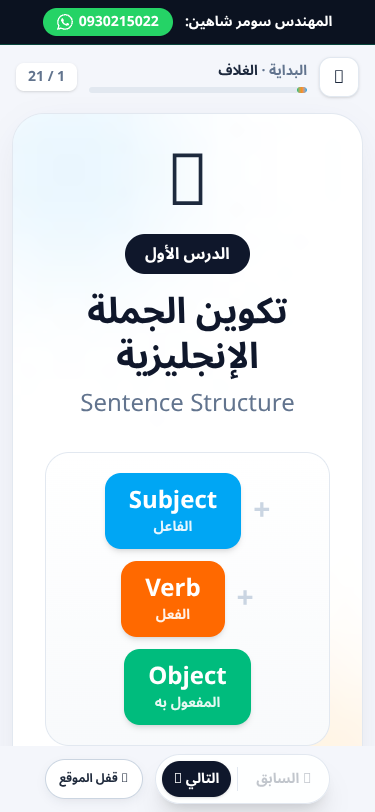 المهندس سومر شاهين: 0930215022
البداية · الغلاف
1 / 21
الدرس الأول
تكوين الجملة
الإنجليزية
Sentence Structure
Subject +
الفاعل
Verb +
الفعل
Object
المفعول به
السابق
التالي
قفل الموقع